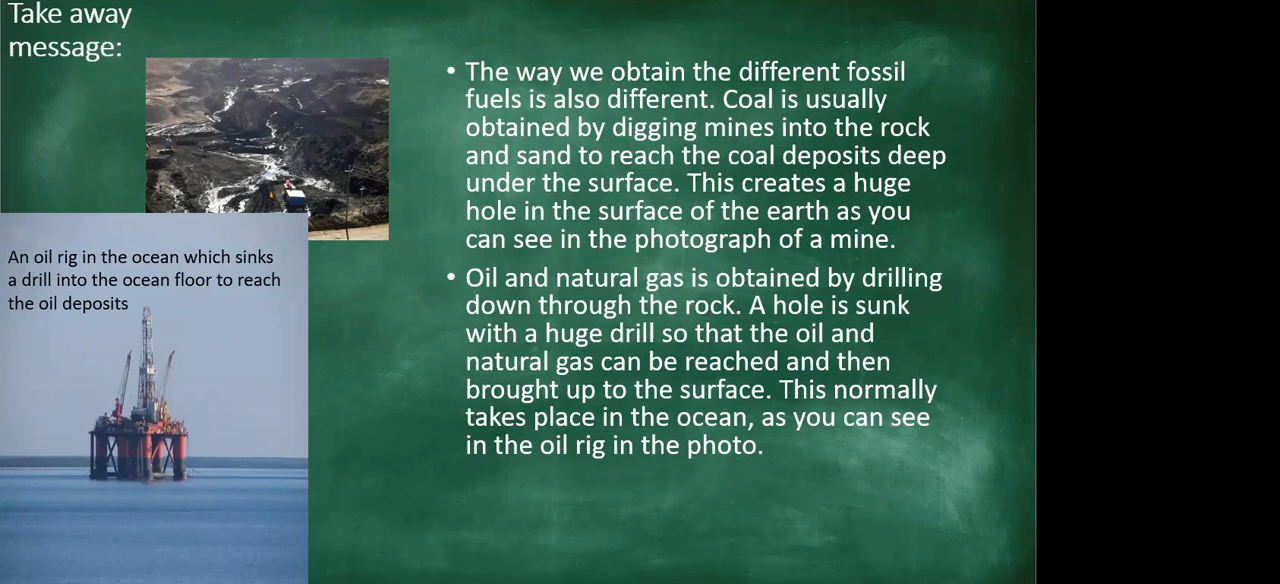 Take away
message:
• The way we obtain the different fossil
fuels is also different. Coal is usually
obtained by digging mines into the rock
and sand to reach the coal deposits deep
under the surface. This creates a huge
hole in the surface of the earth as you
can see in the photograph of a mine.
• Oil and natural gas is obtained by drilling
down through the rock. A hole is sunk
with a huge drill so that the oil and
natural gas can be reached and then
brought up to the surface. This normally
takes place in the ocean, as you can see
in the oil rig in the photo.
An oil rig in the ocean which sinks
a drill into the ocean floor to reach
the oil deposits